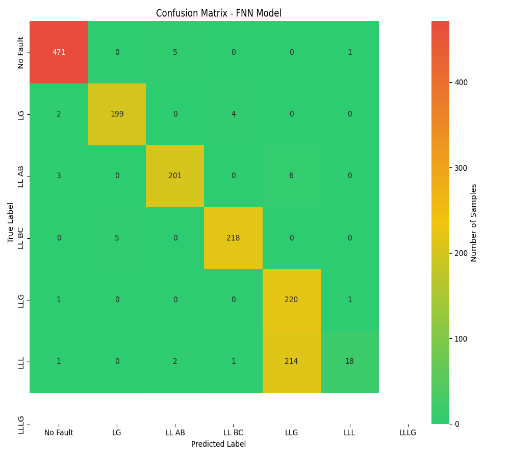 Confusion Matrix - FNN Model
No Fault 471 0 5 0 0 1
LG 2 199 0 4 0 0
LL AB 3 0 201 0 6 0
LL BC 0 5 0 218 0 0
LLG 1 0 0 0 220 1
LLL 1 0 2 1 214 18
LLLG
True Label
No Fault LG LL AB LL BC LLG LLL LLLG
Predicted Label
400
300
200
100
0
Number of Samples